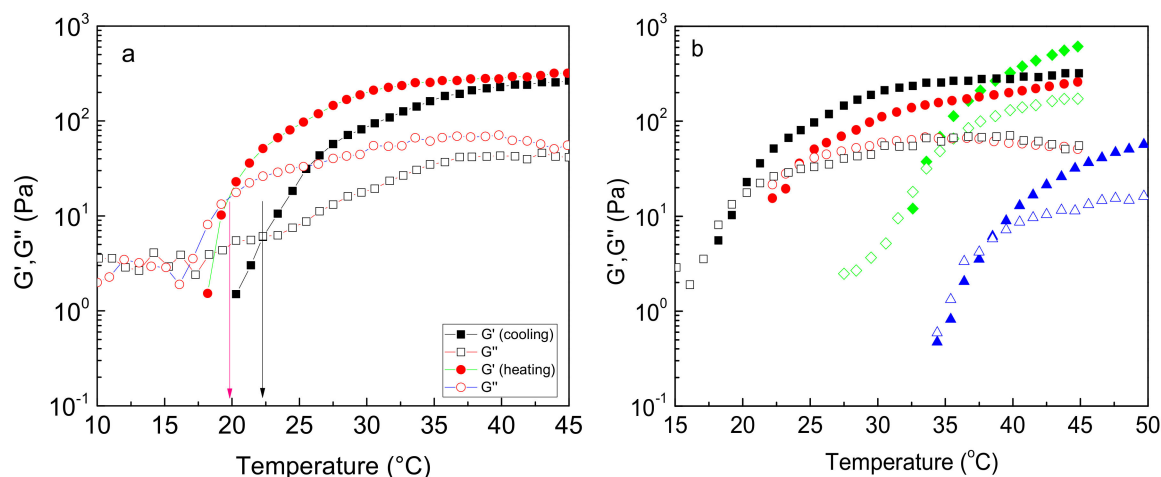 a
G',G'' (Pa)
10³
10²
10¹
10⁰
10⁻¹
10 15 20 25 30 35 40 45
Temperature (°C)
G' (cooling)
G''
G' (heating)
G''
b
G',G'' (Pa)
10³
10²
10¹
10⁰
10⁻¹
15 20 25 30 35 40 45 50
Temperature (°C)